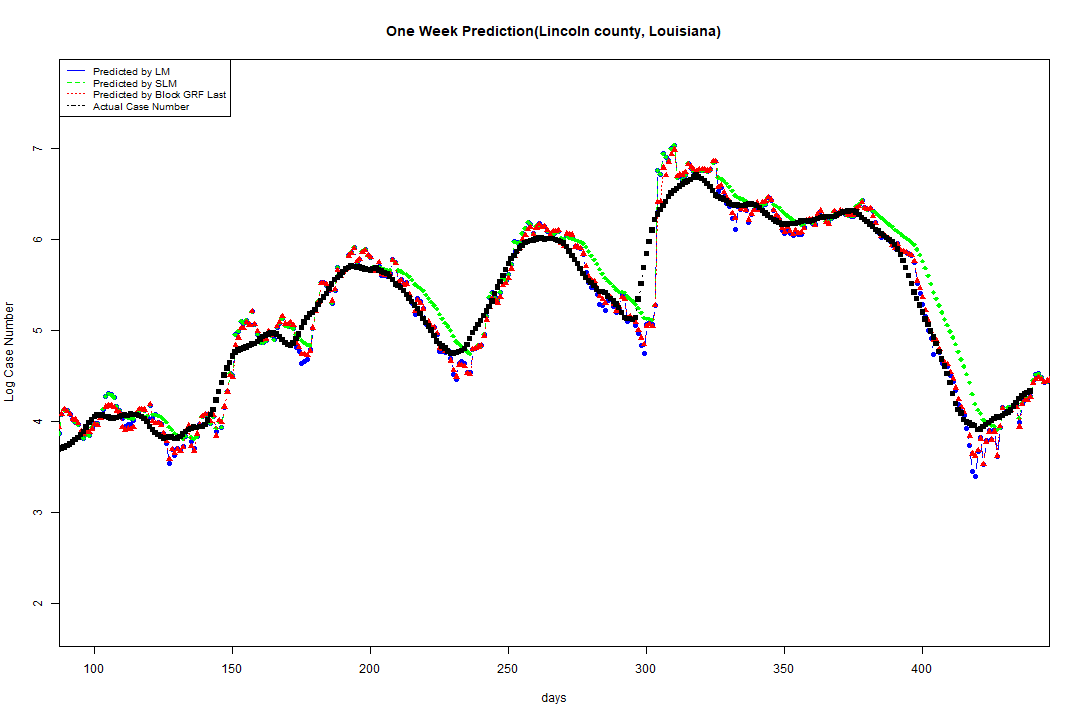 One Week Prediction(Lincoln county, Louisiana)
Predicted by LM
Predicted by SLM
Predicted by Block GRF Last
Actual Case Number
Log Case Number
7
6
5
4
3
2
100 150 200 250 300 350 400
days